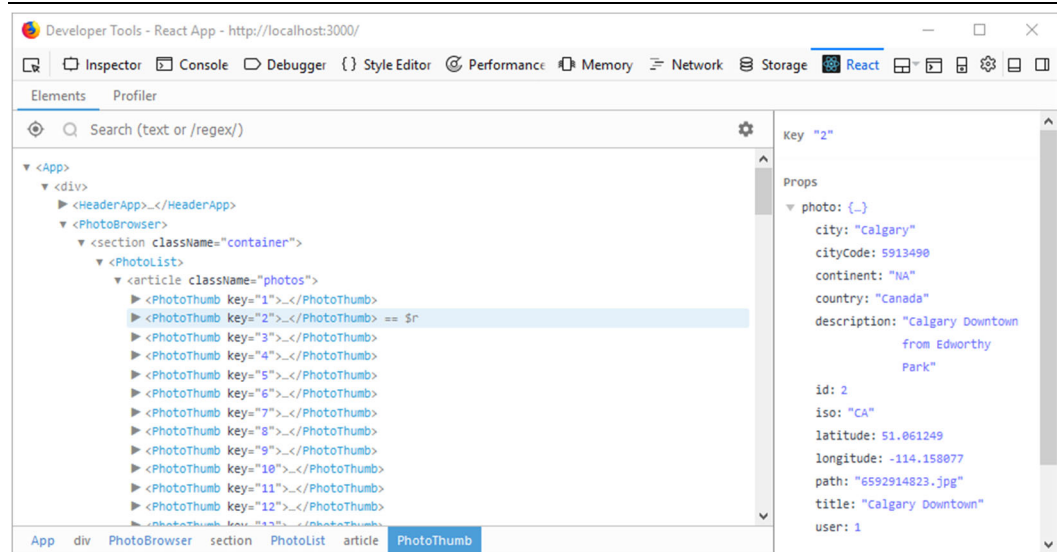 Developer Tools - React App - http://localhost:3000/
Inspector Console Debugger {} Style Editor Performance Memory Network Storage React
Elements Profiler
Search (text or /regex/)
▼ <App>
▼ <div>
▶ <HeaderApp>…</HeaderApp>
▼ <PhotoBrowser>
▼ <section className="container">
▼ <PhotoList>
▼ <article className="photos">
▶ <PhotoThumb key="1">…</PhotoThumb>
▶ <PhotoThumb key="2">…</PhotoThumb> == $r
▶ <PhotoThumb key="3">…</PhotoThumb>
▶ <PhotoThumb key="4">…</PhotoThumb>
▶ <PhotoThumb key="5">…</PhotoThumb>
▶ <PhotoThumb key="6">…</PhotoThumb>
▶ <PhotoThumb key="7">…</PhotoThumb>
▶ <PhotoThumb key="8">…</PhotoThumb>
▶ <PhotoThumb key="9">…</PhotoThumb>
▶ <PhotoThumb key="10">…</PhotoThumb>
▶ <PhotoThumb key="11">…</PhotoThumb>
▶ <PhotoThumb key="12">…</PhotoThumb>
App div PhotoBrowser section PhotoList article PhotoThumb
Key "2"
Props
▼ photo: {…}
city: "Calgary"
cityCode: 5913490
continent: "NA"
country: "Canada"
description: "Calgary Downtown
from Edworthy
Park"
id: 2
iso: "CA"
latitude: 51.061249
longitude: -114.158077
path: "6592914823.jpg"
title: "Calgary Downtown"
user: 1